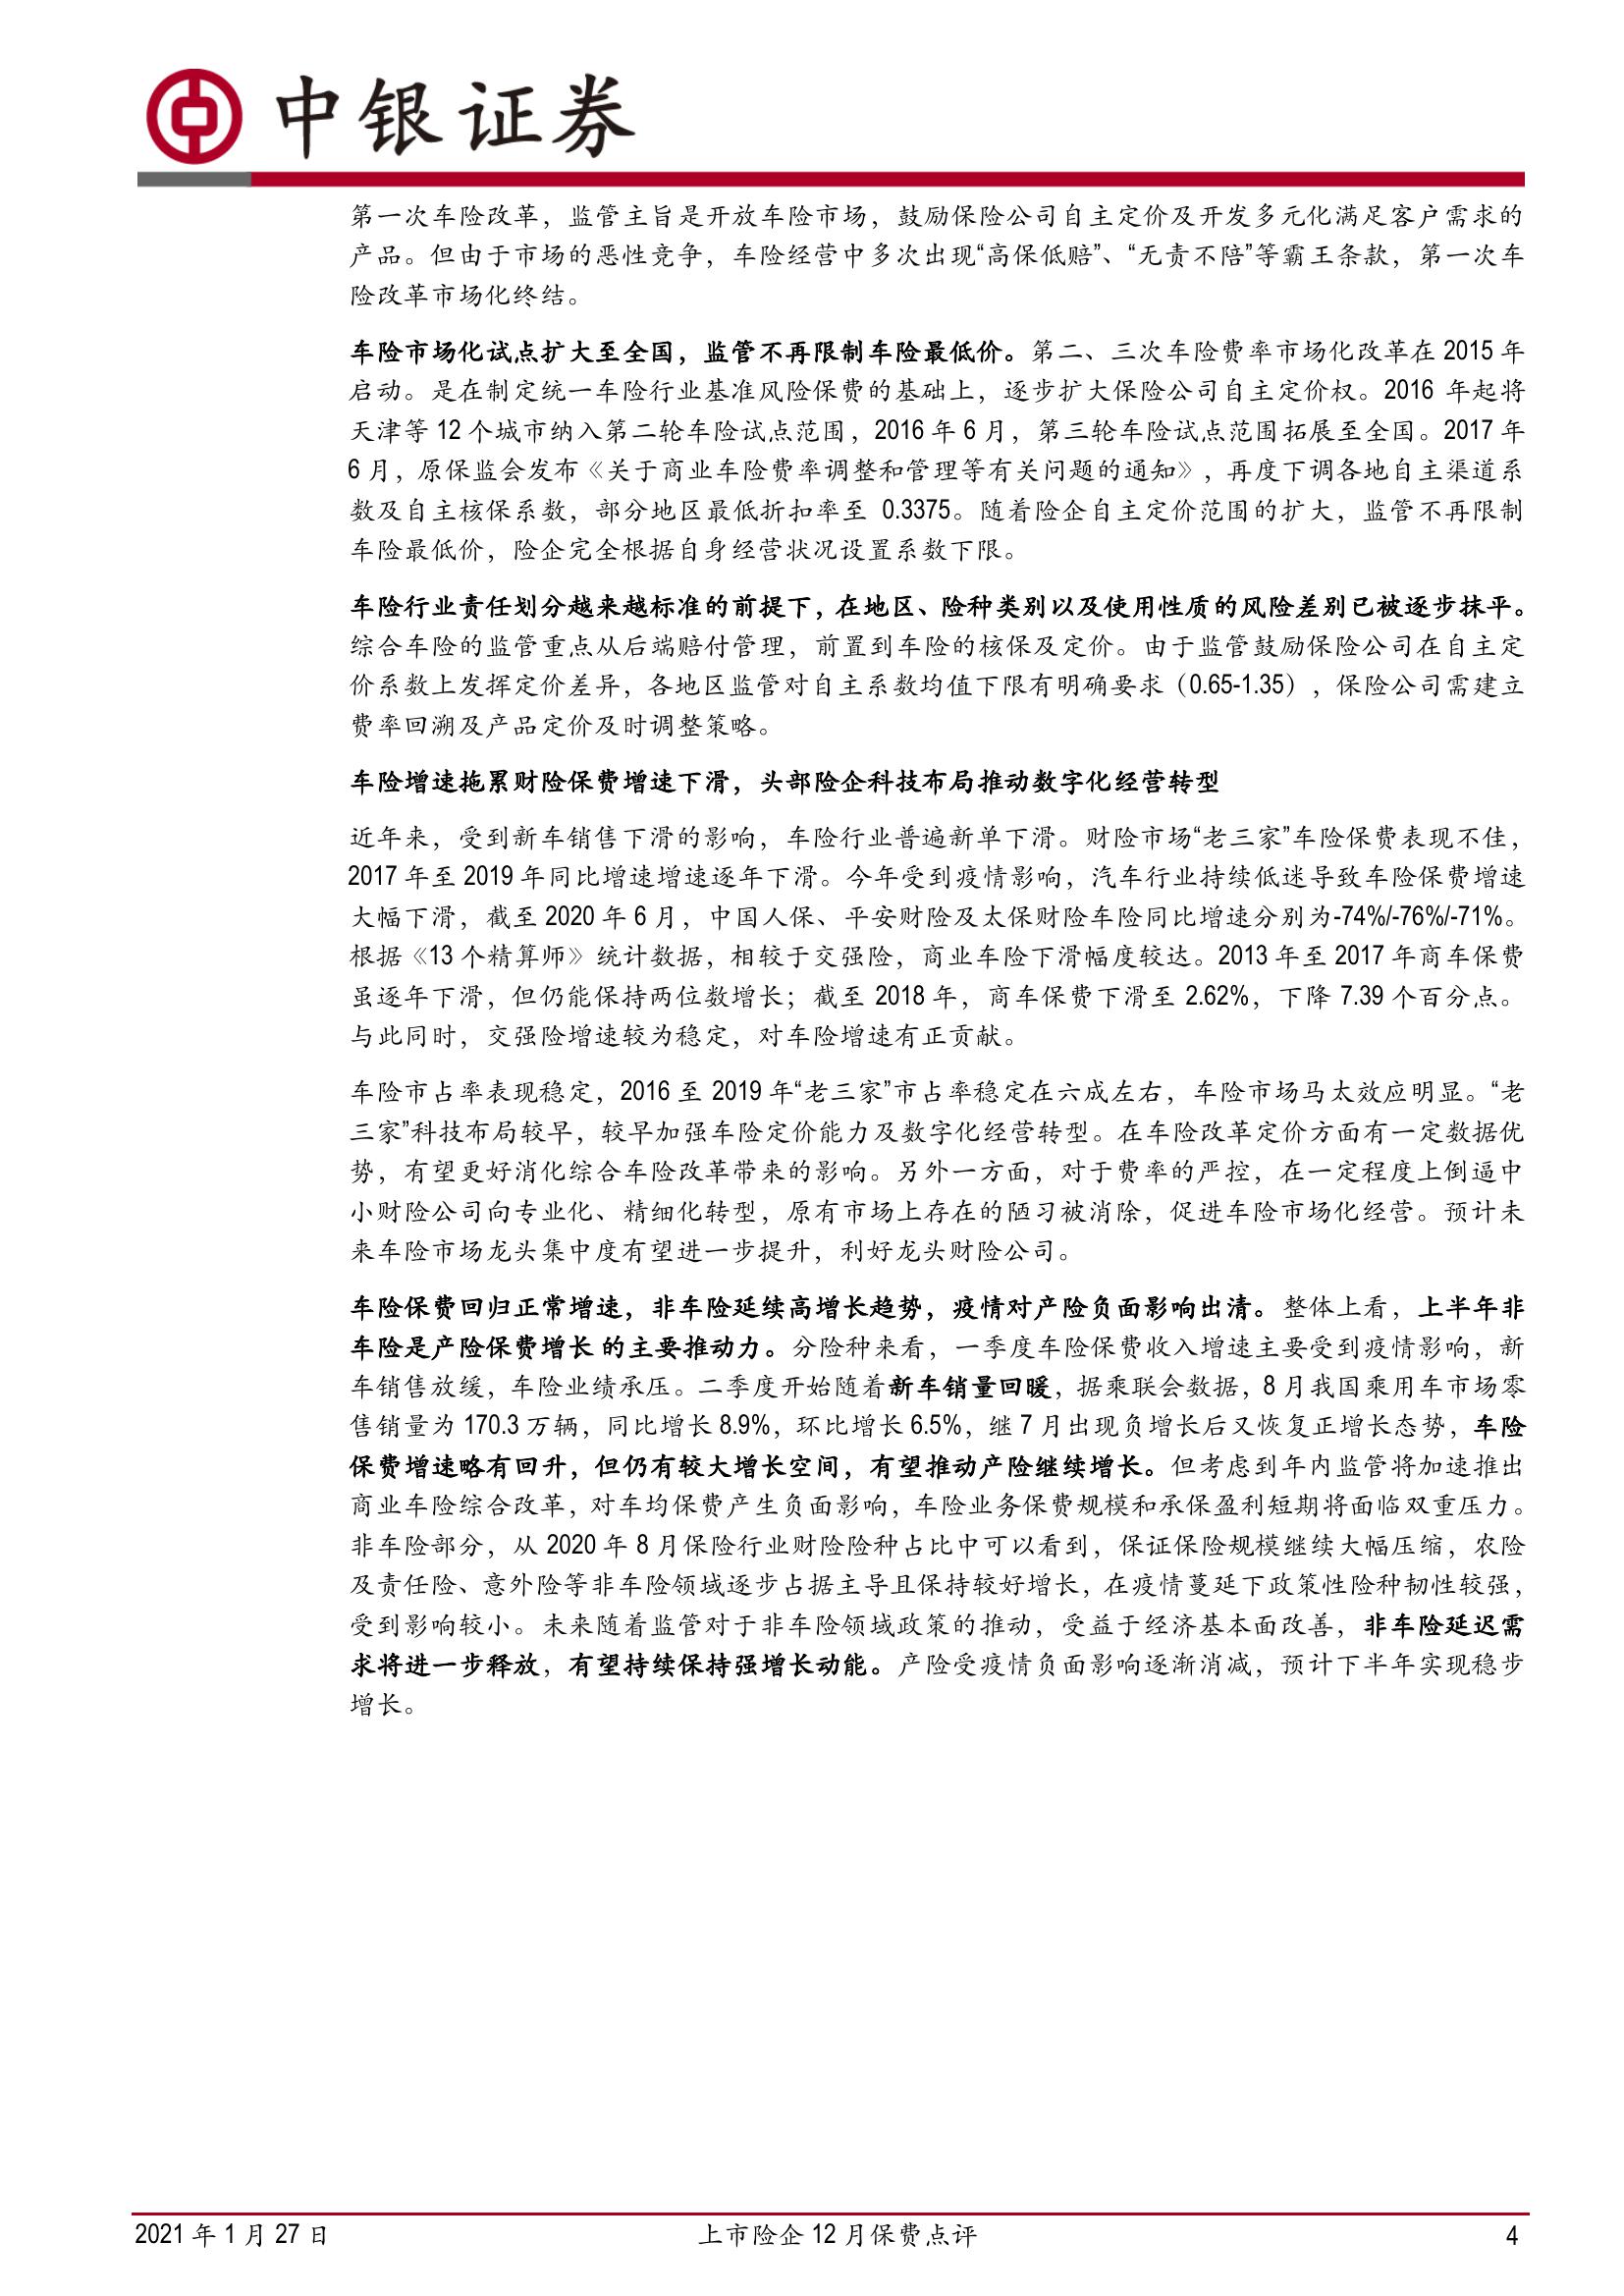 中银证券
第一次车险改革，监管主旨是开放车险市场，鼓励保险公司自主定价及开发多元化满足客户需求的
产品。但由于市场的恶性竞争，车险经营中多次出现“高保低赔”、“无责不陪”等霸王条款，第一次车
险改革市场化终结。
车险市场化试点扩大至全国，监管不再限制车险最低价。第二、三次车险费率市场化改革在 2015 年
启动。是在制定统一车险行业基准风险保费的基础上，逐步扩大保险公司自主定价权。2016 年起将
天津等 12 个城市纳入第二轮车险试点范围，2016 年 6 月，第三轮车险试点范围拓展至全国。2017 年
6 月，原保监会发布《关于商业车险费率调整和管理等有关问题的通知》，再度下调各地自主渠道系
数及自主核保系数，部分地区最低折扣率至 0.3375。随着险企自主定价范围的扩大，监管不再限制
车险最低价，险企完全根据自身经营状况设置系数下限。
车险行业责任划分越来越标准的前提下，在地区、险种类别以及使用性质的风险差别已被逐步抹平。
综合车险的监管重点从后端赔付管理，前置到车险的核保及定价。由于监管鼓励保险公司在自主定
价系数上发挥定价差异，各地区监管对自主系数均值下限有明确要求（0.65-1.35），保险公司需建立
费率回溯及产品定价及时调整策略。
车险增速拖累财险保费增速下滑，头部险企科技布局推动数字化经营转型
近年来，受到新车销售下滑的影响，车险行业普遍新单下滑。财险市场“老三家”车险保费表现不佳，
2017 年至 2019 年同比增速增速逐年下滑。今年受到疫情影响，汽车行业持续低迷导致车险保费增速
大幅下滑，截至 2020 年 6 月，中国人保、平安财险及太保财险车险同比增速分别为-74%/-76%/-71%。
根据《13 个精算师》统计数据，相较于交强险，商业车险下滑幅度较达。2013 年至 2017 年商车保费
虽逐年下滑，但仍能保持两位数增长；截至 2018 年，商车保费下滑至 2.62%，下降 7.39 个百分点。
与此同时，交强险增速较为稳定，对车险增速有正贡献。
车险市占率表现稳定，2016 至 2019 年“老三家”市占率稳定在六成左右，车险市场马太效应明显。“老
三家”科技布局较早，较早加强车险定价能力及数字化经营转型。在车险改革定价方面有一定数据优
势，有望更好消化综合车险改革带来的影响。另外一方面，对于费率的严控，在一定程度上倒逼中
小财险公司向专业化、精细化转型，原有市场上存在的陋习被消除，促进车险市场化经营。预计未
来车险市场龙头集中度有望进一步提升，利好龙头财险公司。
车险保费回归正常增速，非车险延续高增长趋势，疫情对产险负面影响出清。整体上看，上半年非
车险是产险保费增长 的主要推动力。分险种来看，一季度车险保费收入增速主要受到疫情影响，新
车销售放缓，车险业绩承压。二季度开始随着新车销量回暖，据乘联会数据，8 月我国乘用车市场零
售销量为 170.3 万辆，同比增长 8.9%，环比增长 6.5%，继 7 月出现负增长后又恢复正增长态势，车险
保费增速略有回升，但仍有较大增长空间，有望推动产险继续增长。但考虑到年内监管将加速推出
商业车险综合改革，对车均保费产生负面影响，车险业务保费规模和承保盈利短期将面临双重压力。
非车险部分，从 2020 年 8 月保险行业财险险种占比中可以看到，保证保险规模继续大幅压缩，农险
及责任险、意外险等非车险领域逐步占据主导且保持较好增长，在疫情蔓延下政策性险种韧性较强，
受到影响较小。未来随着监管对于非车险领域政策的推动，受益于经济基本面改善，非车险延迟需
求将进一步释放，有望持续保持强增长动能。产险受疫情负面影响逐渐消减，预计下半年实现稳步
增长。
2021 年 1 月 27 日
上市险企 12 月保费点评
4